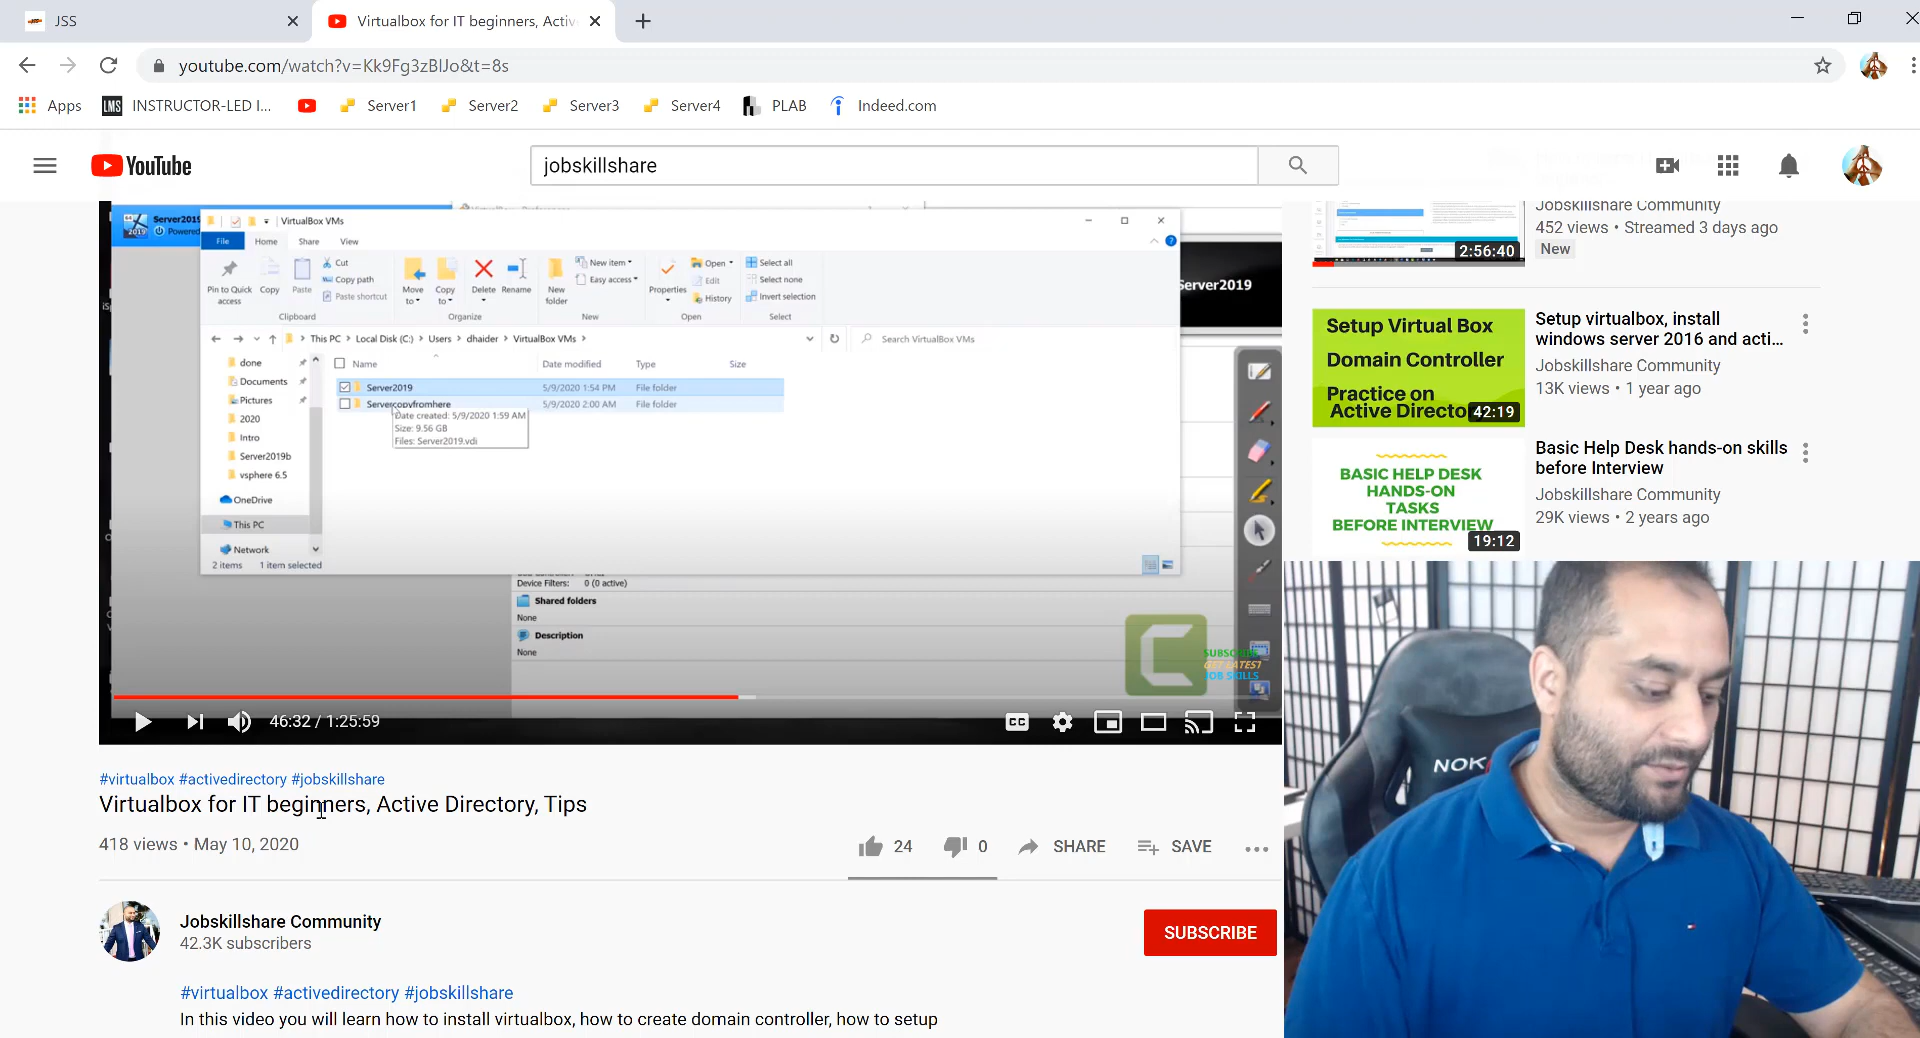 JSS
Virtualbox for IT beginners, Activ
youtube.com/watch?v=Kk9Fg3zBlJo&t=8s
Apps
LMS
INSTRUCTOR-LED I...
Server1
Server2
Server3
Server4
PLAB
Indeed.com
YouTube
jobskillshare
Server2019
Powered
VirtualBox VMs
File
Home
Share
View
Pin to Quick access
Copy
Paste
Cut
Copy path
Paste shortcut
Clipboard
Move to
Copy to
Delete
Rename
Organize
New folder
New item
Easy access
New
Properties
Open
Edit
History
Open
Select all
Select none
Invert selection
Select
Server2019
This PC
Local Disk (C:)
Users
dhaider
VirtualBox VMs
Search VirtualBox VMs
Name
Date modified
Type
Size
Server2019
5/9/2020 1:54 PM
File folder
Servercopyfromhere
5/9/2020 2:00 AM
File folder
Date created: 5/9/2020 1:59 AM
Size: 9.56 GB
Files: Server2019.vdi
done
Documents
Pictures
2020
Intro
Server2019b
vsphere 6.5
OneDrive
This PC
Network
2 items
1 item selected
Device Filters:
0 (0 active)
Shared folders
None
Description
None
SUBSCRIBE
GET LATEST
JOB SKILLS
46:32 / 1:25:59
CC
#virtualbox #activedirectory #jobskillshare
Virtualbox for IT beginners, Active Directory, Tips
418 views • May 10, 2020
24
0
SHARE
SAVE
Jobskillshare Community
42.3K subscribers
SUBSCRIBE
#virtualbox #activedirectory #jobskillshare
In this video you will learn how to install virtualbox, how to create domain controller, how to setup
Jobskillshare Community
452 views • Streamed 3 days ago
New
2:56:40
Setup Virtual Box
Domain Controller
Practice on
Active Directo
42:19
Setup virtualbox, install
windows server 2016 and acti...
Jobskillshare Community
13K views • 1 year ago
BASIC HELP DESK
HANDS-ON
TASKS
BEFORE INTERVIEW
19:12
Basic Help Desk hands-on skills
before Interview
Jobskillshare Community
29K views • 2 years ago
NOK